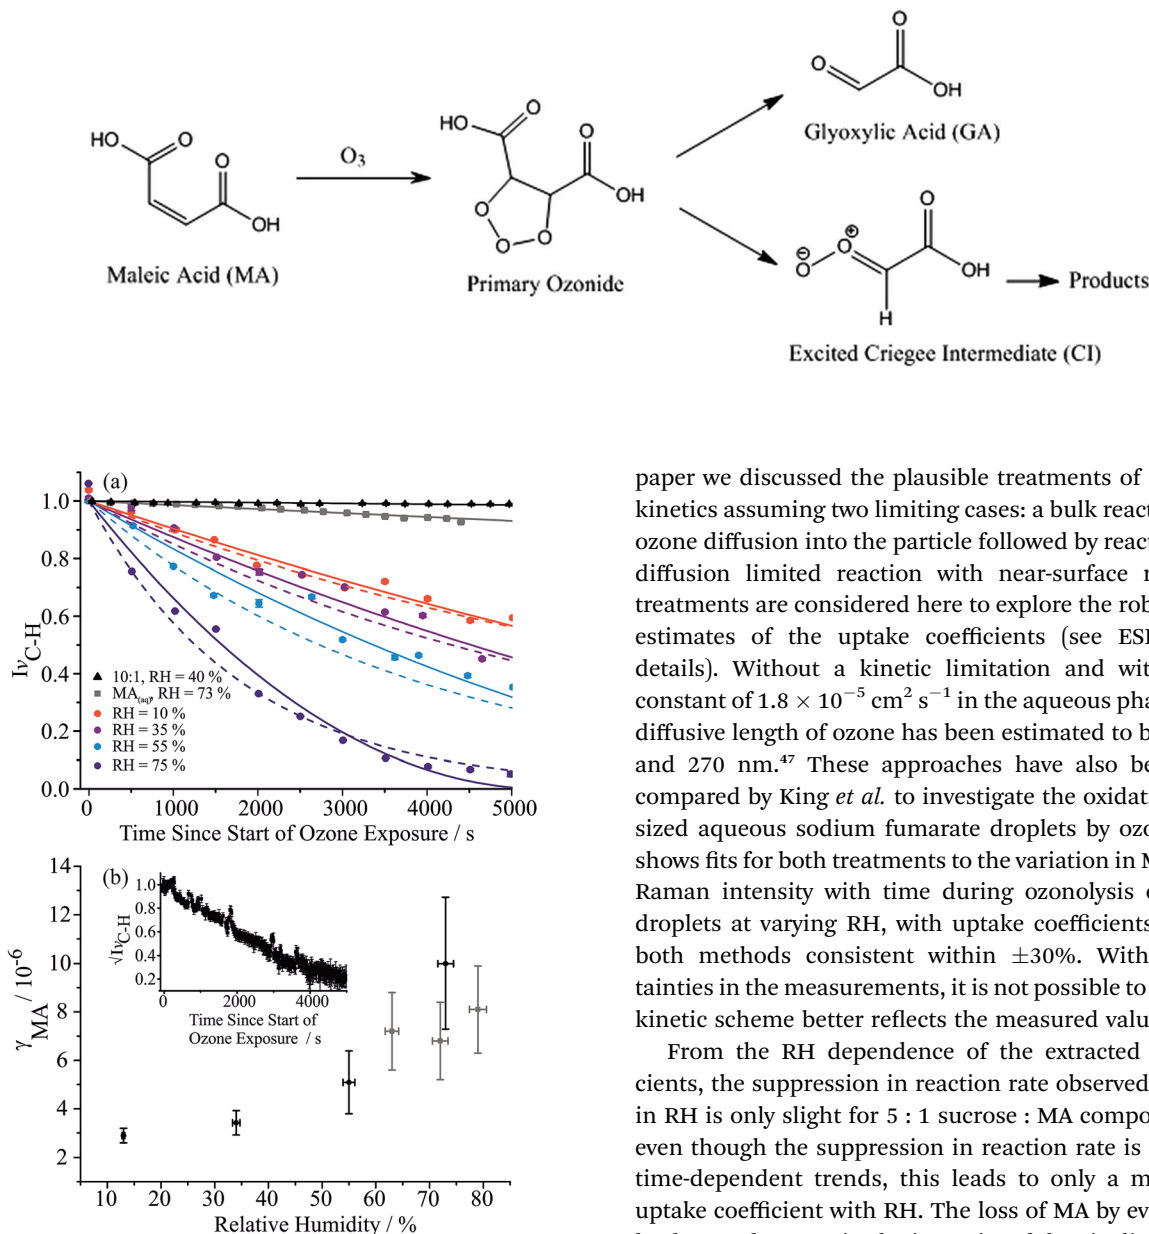 O
O
OH
Glyoxylic Acid (GA)
HO
O
O
OH
Maleic Acid (MA)
O3
HO
O
O
OH
O
O
O
Primary Ozonide
O
⊖
O
⊕
O
OH
H
Products
Excited Criegee Intermediate (CI)
(a)
1.0
0.8
0.6
0.4
0.2
0.0
IνC-H
10:1, RH = 40 %
MA(aq), RH = 73 %
RH = 10 %
RH = 35 %
RH = 55 %
RH = 75 %
0 1000 2000 3000 4000 5000
Time Since Start of Ozone Exposure / s
14
12
10
8
6
4
2
γMA / 10-6
(b)
1.0
0.8
0.6
0.4
0.2
√IνC-H
0 2000 4000
Time Since Start of
Ozone Exposure / s
10 20 30 40 50 60 70 80
Relative Humidity / %
paper we discussed the plausible treatments of
kinetics assuming two limiting cases: a bulk react
ozone diffusion into the particle followed by reac
diffusion limited reaction with near-surface
treatments are considered here to explore the rob
estimates of the uptake coefficients (see ESI
details). Without a kinetic limitation and wit
constant of 1.8 × 10−5 cm2 s−1 in the aqueous pha
diffusive length of ozone has been estimated to b
and 270 nm.47 These approaches have also be
compared by King et al. to investigate the oxidati
sized aqueous sodium fumarate droplets by ozo
shows fits for both treatments to the variation in M
Raman intensity with time during ozonolysis
droplets at varying RH, with uptake coefficients
both methods consistent within ±30%. With
tainties in the measurements, it is not possible to
kinetic scheme better reflects the measured valu
From the RH dependence of the extracted
cients, the suppression in reaction rate observed
in RH is only slight for 5 : 1 sucrose : MA compo
even though the suppression in reaction rate is
time-dependent trends, this leads to only a m
uptake coefficient with RH. The loss of MA by ev